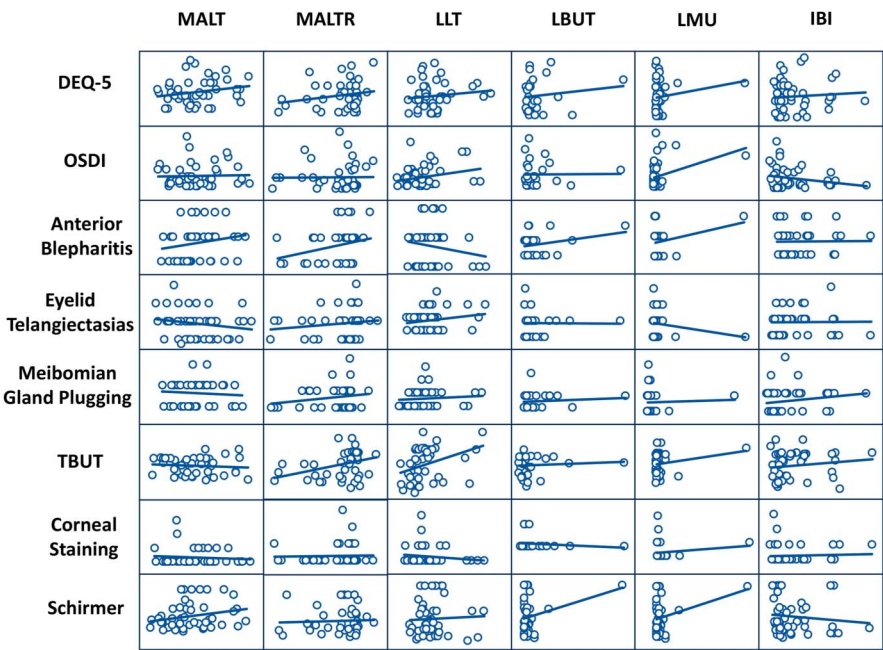 MALT MALTR LLT LBUT LMU IBI
DEQ-5
OSDI
Anterior
Blepharitis
Eyelid
Telangiectasias
Meibomian
Gland Plugging
TBUT
Corneal
Staining
Schirmer